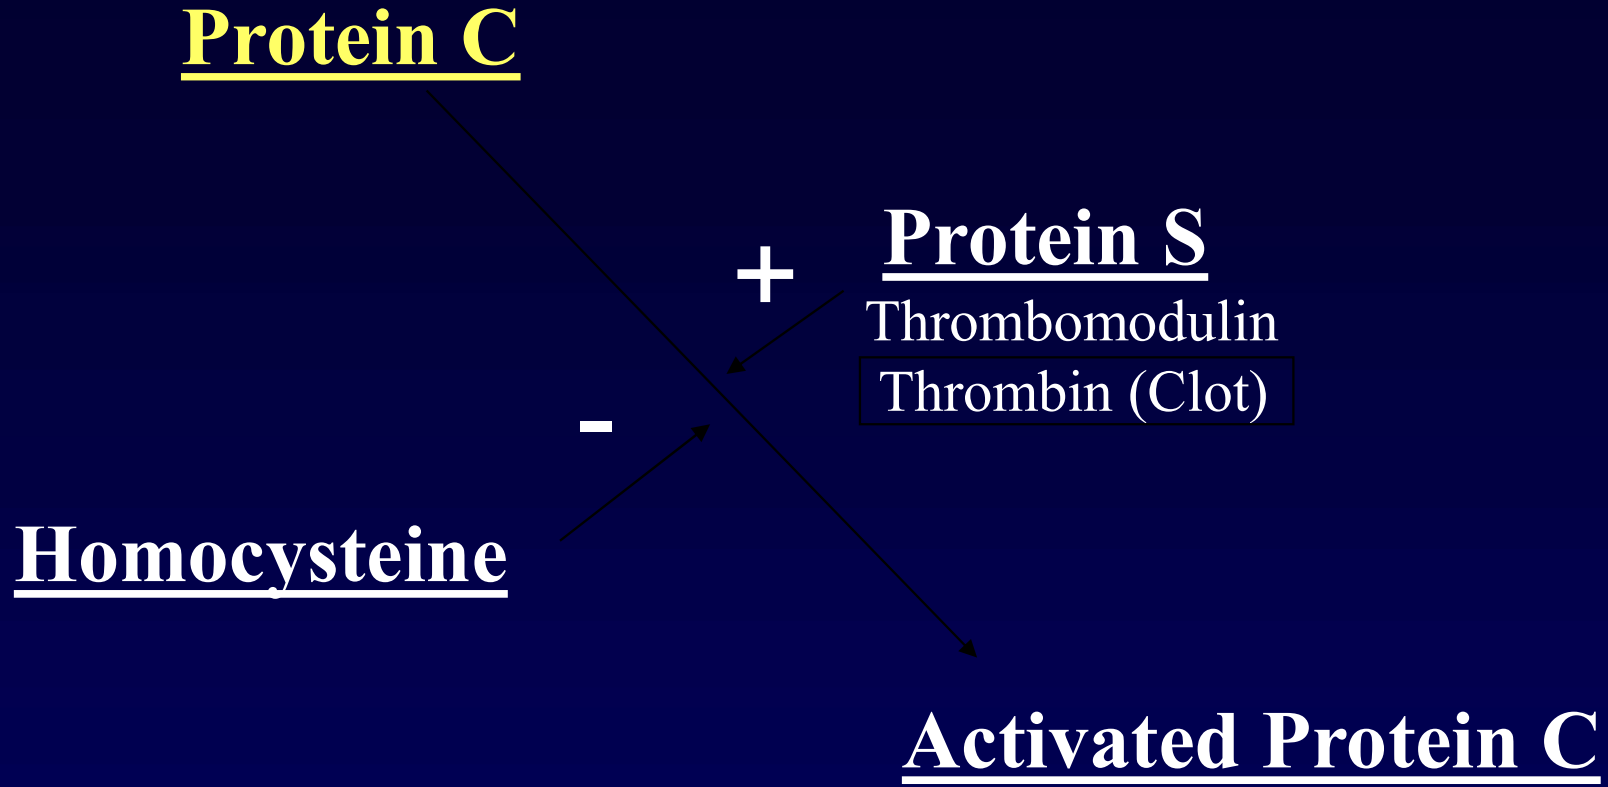 Protein C
+
Protein S
Thrombomodulin
Thrombin (Clot)
-
Homocysteine
Activated Protein C